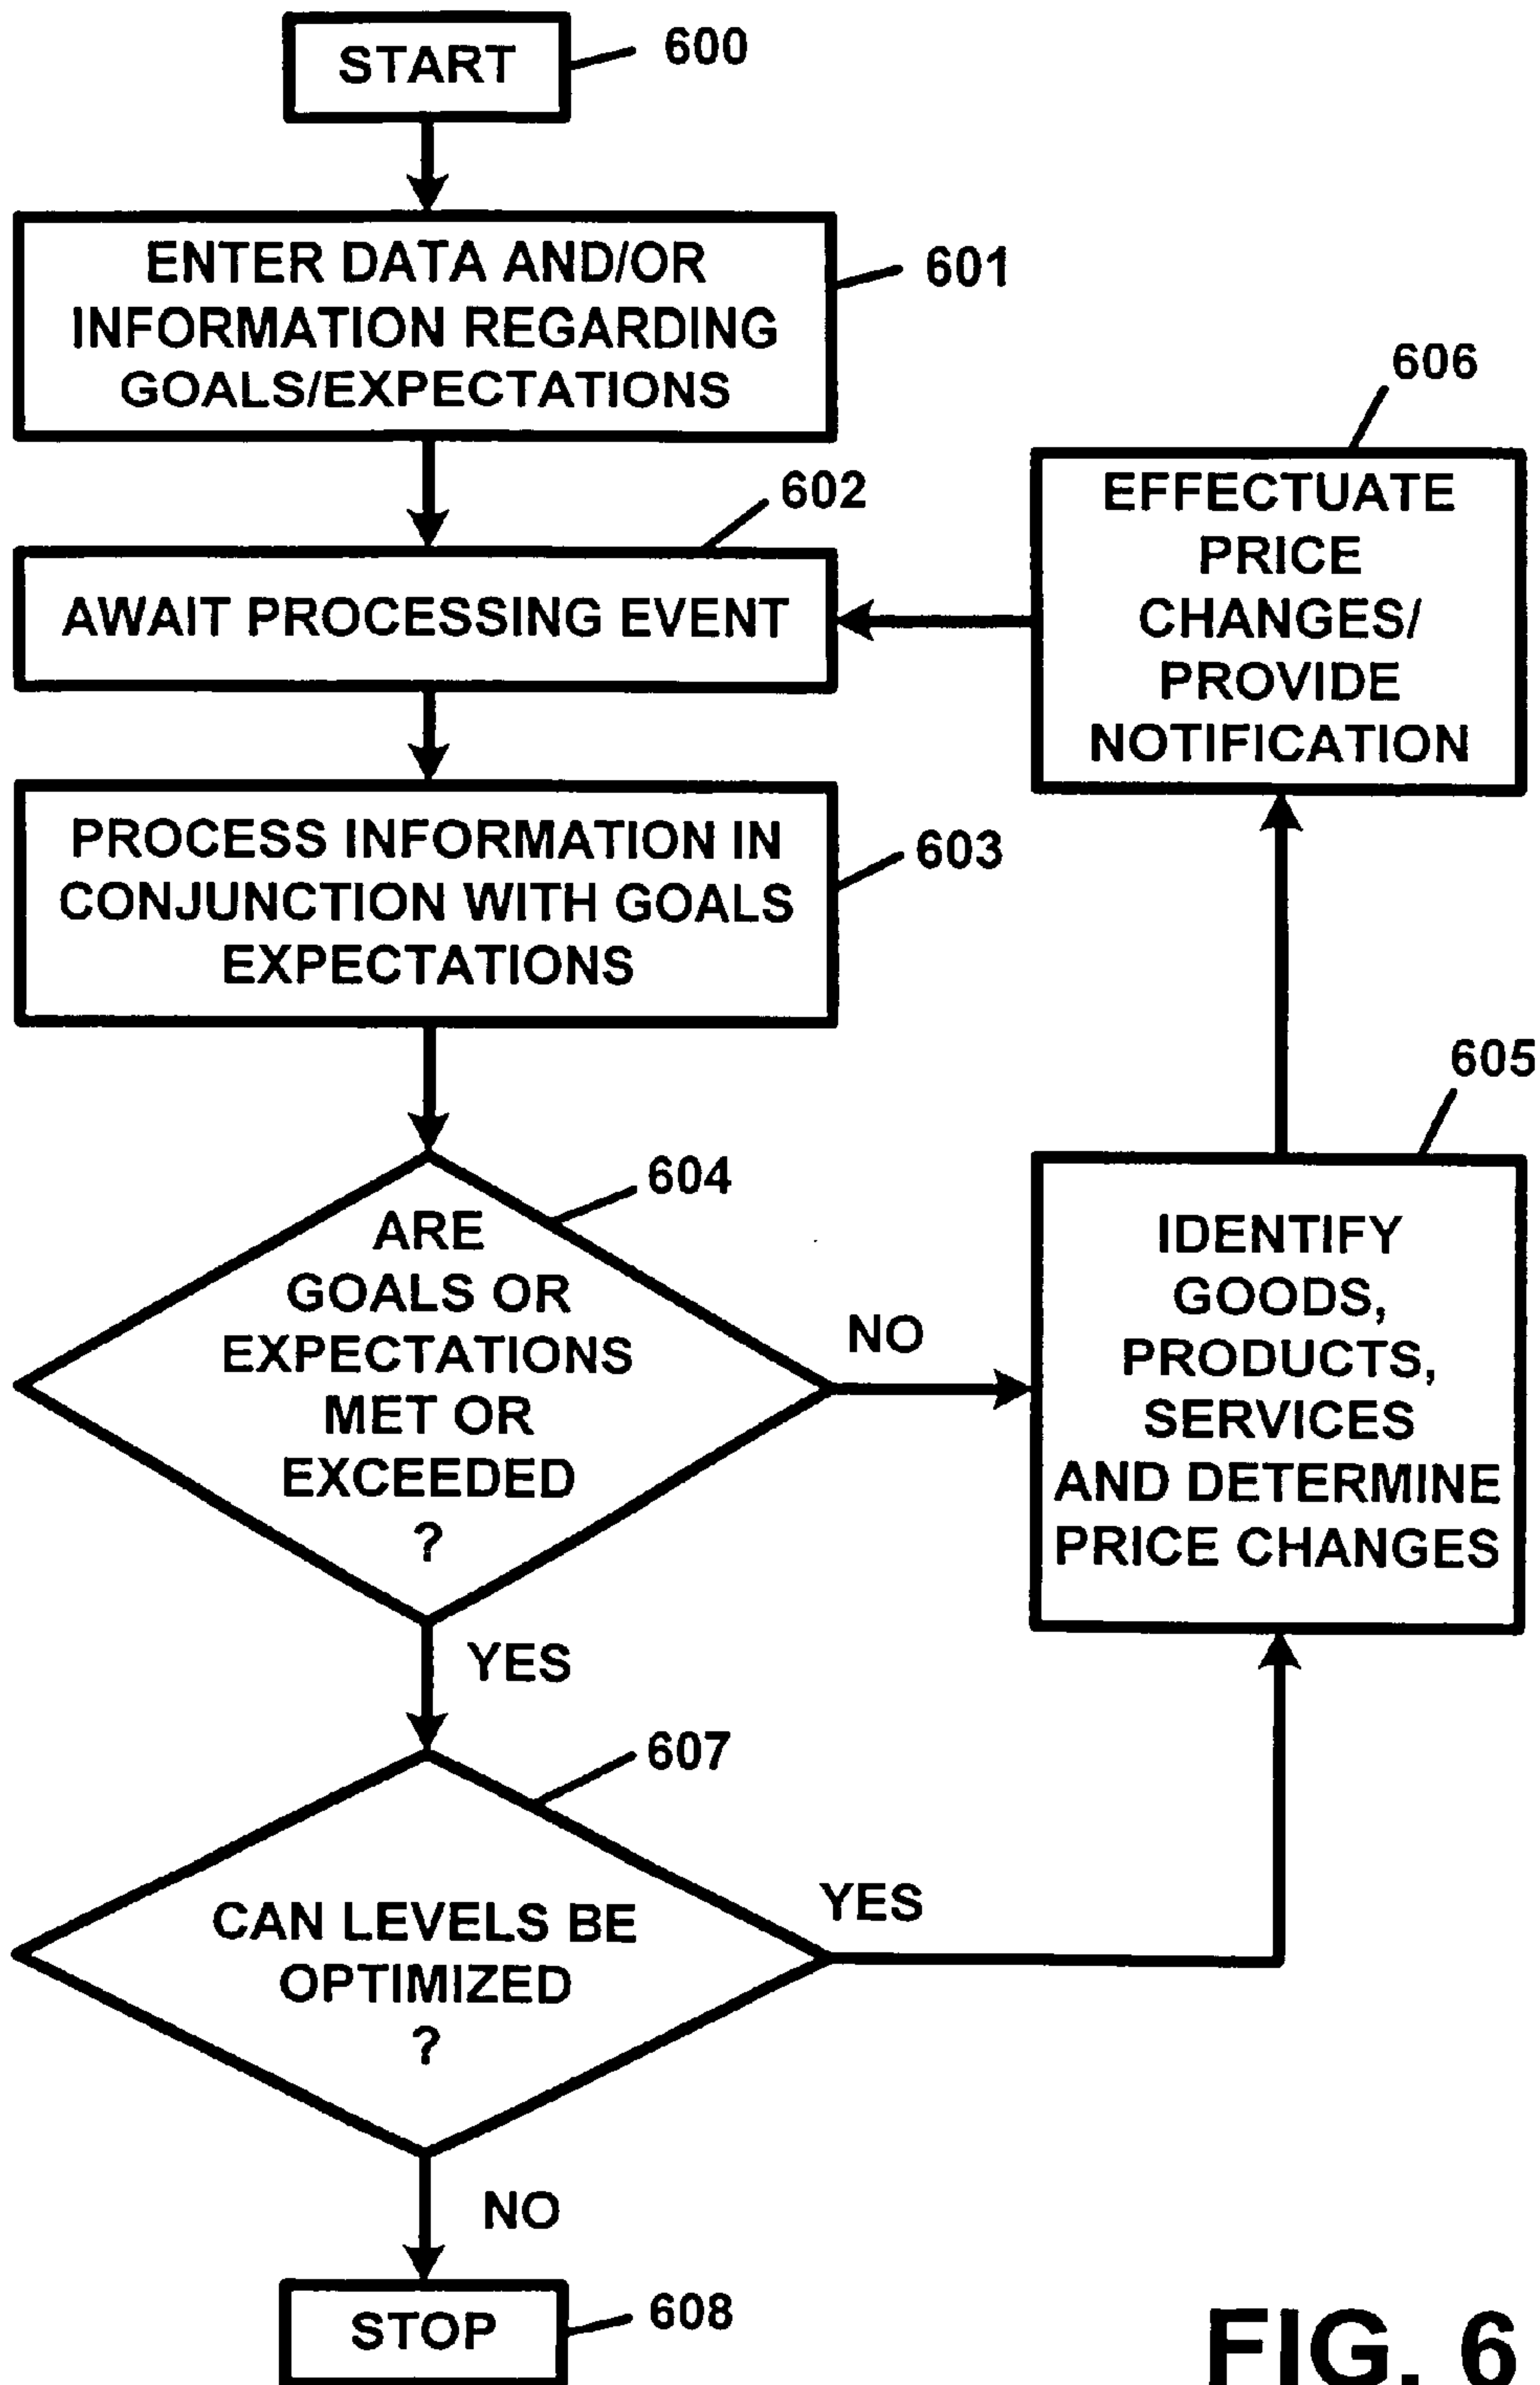 START
600
ENTER DATA AND/OR
INFORMATION REGARDING
GOALS/EXPECTATIONS
601
602
AWAIT PROCESSING EVENT
606
EFFECTUATE
PRICE
CHANGES/
PROVIDE
NOTIFICATION
PROCESS INFORMATION IN
CONJUNCTION WITH GOALS
EXPECTATIONS
603
604
ARE
GOALS OR
EXPECTATIONS
MET OR
EXCEEDED
?
NO
605
IDENTIFY
GOODS,
PRODUCTS,
SERVICES
AND DETERMINE
PRICE CHANGES
YES
607
CAN LEVELS BE
OPTIMIZED
?
YES
NO
STOP
608
FIG. 6